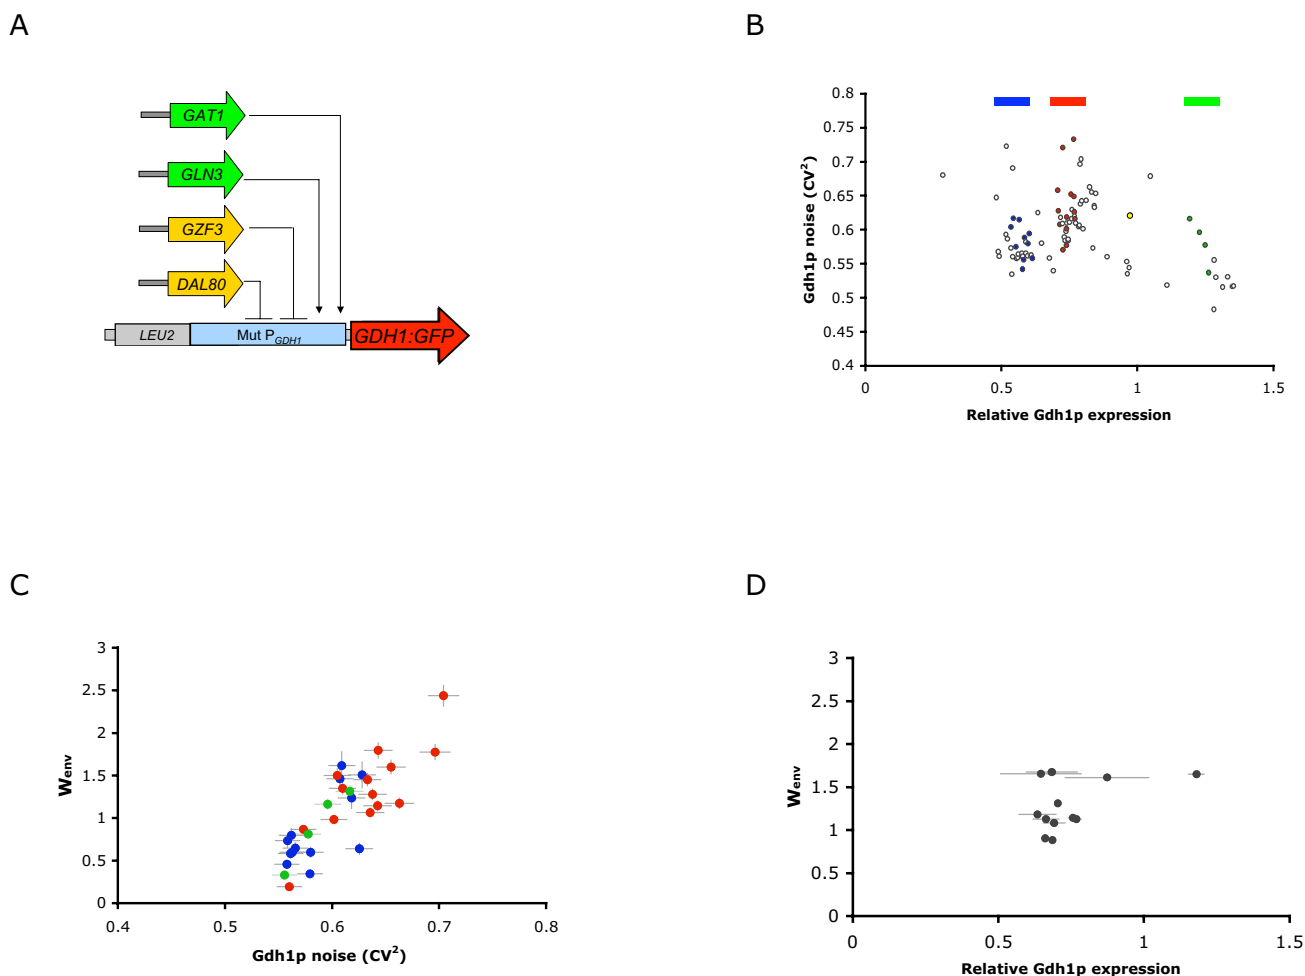 A
GAT1
GLN3
GZF3
DAL80
LEU2
Mut PGDH1
GDH1:GFP
B
0.8
0.75
0.7
0.65
0.6
0.55
0.5
0.45
0.4
Gdh1p noise (CV²)
0
0.5
1
1.5
Relative Gdh1p expression
C
3
2.5
2
1.5
1
0.5
0
Wenv
0.4
0.5
0.6
0.7
0.8
Gdh1p noise (CV²)
D
3
2.5
2
1.5
1
0.5
0
Wenv
0
0.5
1
1.5
Relative Gdh1p expression